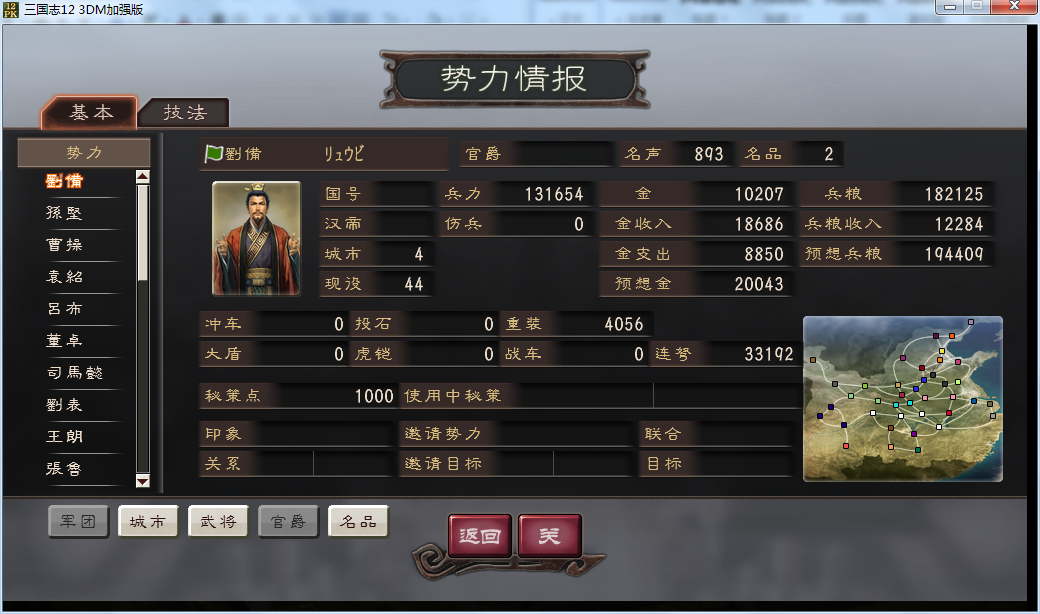 三国志12 3DM加强版
势力情报
基本 技法
势力
劉備 リュウビ 官爵 名声 893 名品 2
劉備
孫堅
曹操
袁紹
呂布
董卓
司馬懿
劉表
王朗
張魯
国号 兵力 131654 金 10207 兵粮 182125
汉帝 伤兵 0 金收入 18686 兵粮收入 12284
城市 4 金支出 8850 预想兵粮 194409
现役 44 预想金 20043
冲车 0 投石 0 重装 4056
大盾 0 虎铠 0 战车 0 连弩 33192
秘策点 1000 使用中秘策
印象 邀请势力 联合
关系 邀请目标 目标
军团 城市 武将 官爵 名品
返回 关